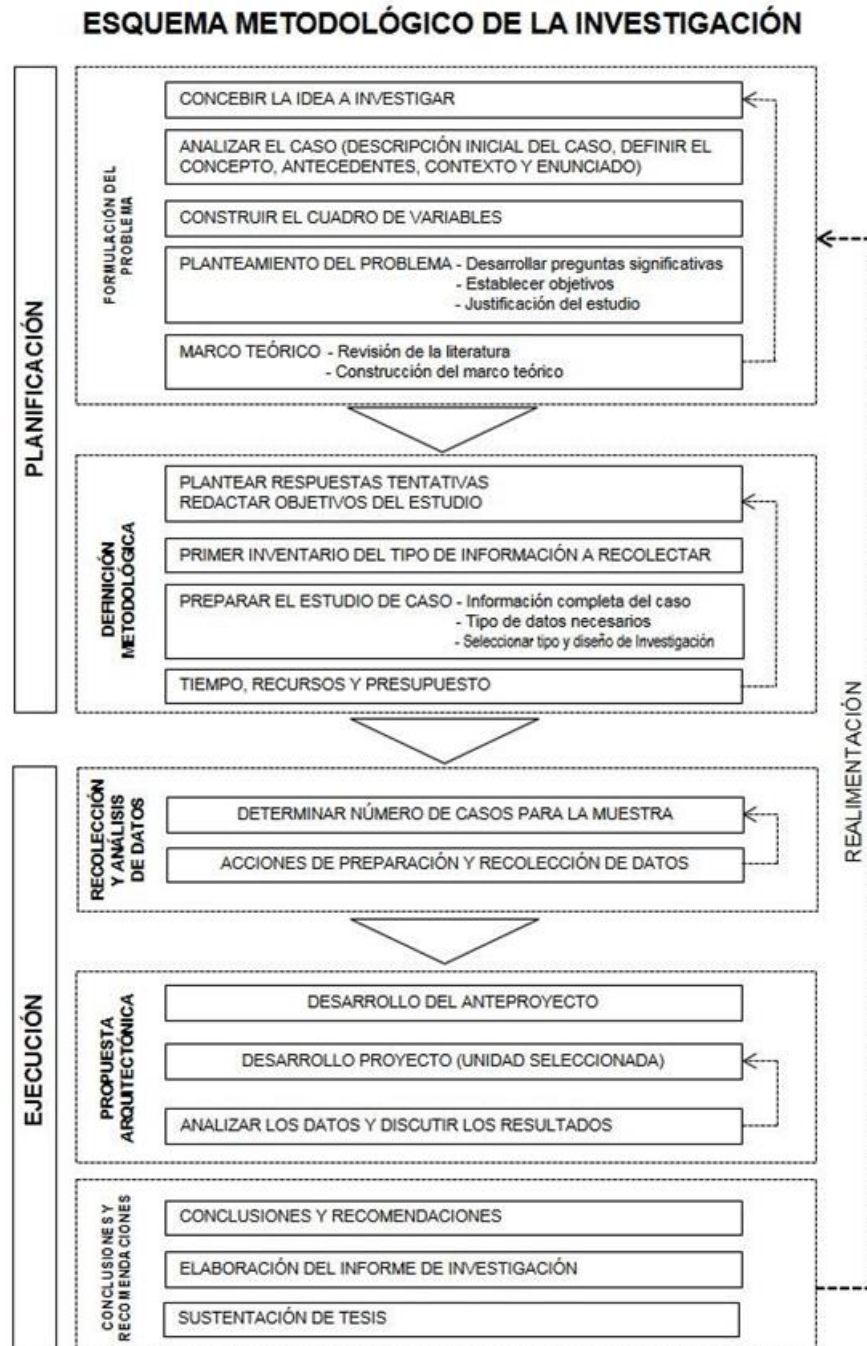 ESQUEMA METODOLÓGICO DE LA INVESTIGACIÓN
PLANIFICACIÓN
FORMULACIÓN DEL
PROBLEMA
CONCEBIR LA IDEA A INVESTIGAR
ANALIZAR EL CASO (DESCRIPCIÓN INICIAL DEL CASO, DEFINIR EL
CONCEPTO, ANTECEDENTES, CONTEXTO Y ENUNCIADO)
CONSTRUIR EL CUADRO DE VARIABLES
PLANTEAMIENTO DEL PROBLEMA - Desarrollar preguntas significativas
- Establecer objetivos
- Justificación del estudio
MARCO TEÓRICO - Revisión de la literatura
- Construcción del marco teórico
DEFINICIÓN
METODOLÓGICA
PLANTEAR RESPUESTAS TENTATIVAS
REDACTAR OBJETIVOS DEL ESTUDIO
PRIMER INVENTARIO DEL TIPO DE INFORMACIÓN A RECOLECTAR
PREPARAR EL ESTUDIO DE CASO - Información completa del caso
- Tipo de datos necesarios
- Seleccionar tipo y diseño de Investigación
TIEMPO, RECURSOS Y PRESUPUESTO
REALIMENTACIÓN
EJECUCIÓN
RECOLECCIÓN
Y ANÁLISIS
DE DATOS
DETERMINAR NÚMERO DE CASOS PARA LA MUESTRA
ACCIONES DE PREPARACIÓN Y RECOLECCIÓN DE DATOS
PROPUESTA
ARQUITECTÓNICA
DESARROLLO DEL ANTEPROYECTO
DESARROLLO PROYECTO (UNIDAD SELECCIONADA)
ANALIZAR LOS DATOS Y DISCUTIR LOS RESULTADOS
CONCLUSIONES Y
RECOMENDACIONES
CONCLUSIONES Y RECOMENDACIONES
ELABORACIÓN DEL INFORME DE INVESTIGACIÓN
SUSTENTACIÓN DE TESIS